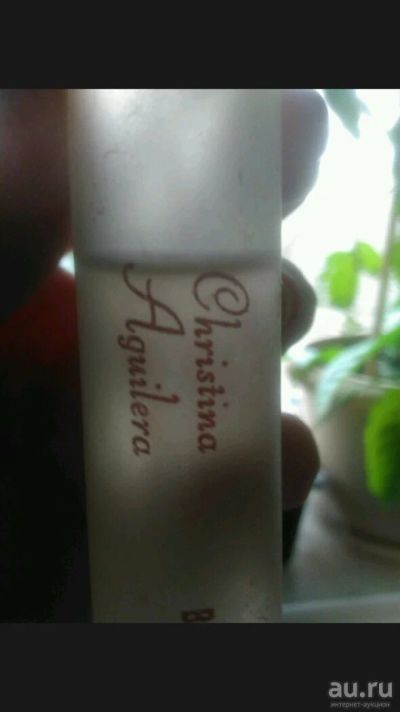 Christina
Aguilera
B
au.ru
интернет-аукцион